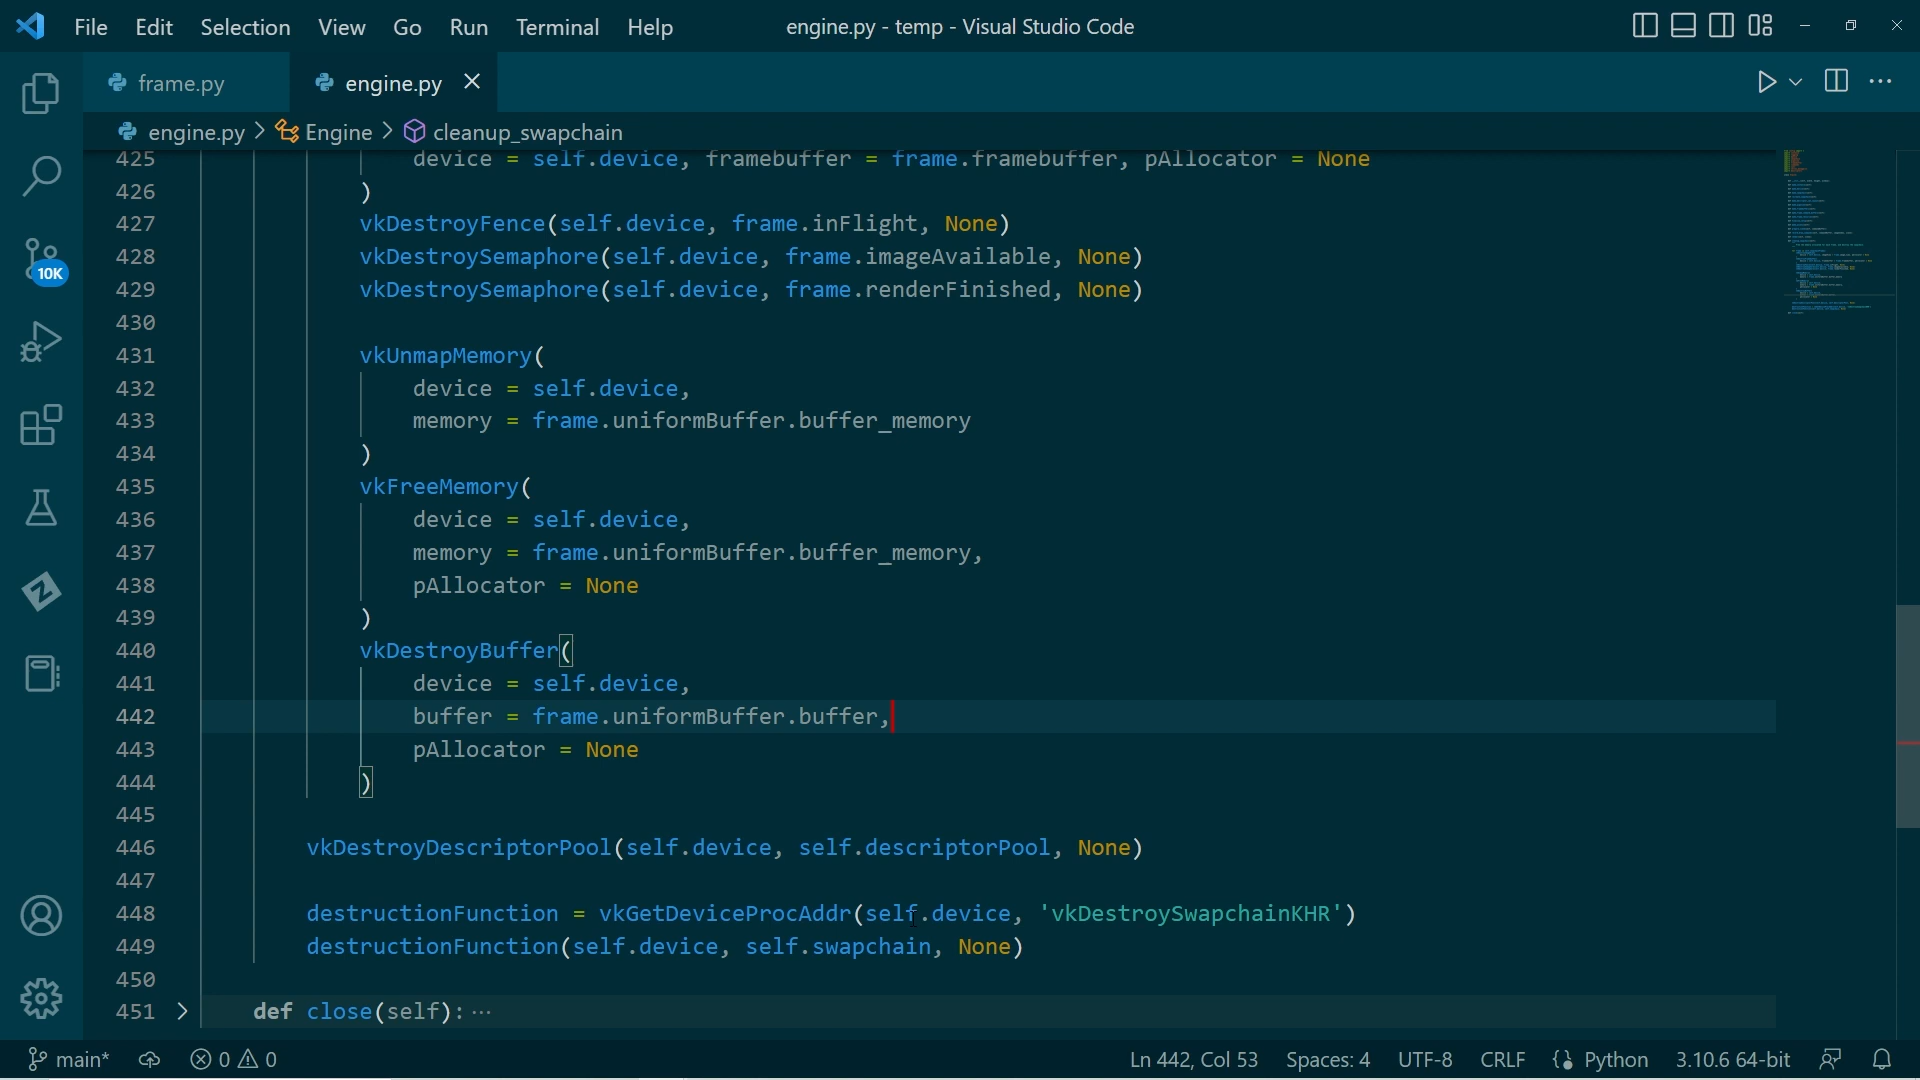 File Edit Selection View Go Run Terminal Help engine.py - temp - Visual Studio Code
frame.py engine.py
engine.py > Engine > cleanup_swapchain
425 device = self.device, framebuffer = frame.framebuffer, pAllocator = None
426 )
427 vkDestroyFence(self.device, frame.inFlight, None)
428 vkDestroySemaphore(self.device, frame.imageAvailable, None)
429 vkDestroySemaphore(self.device, frame.renderFinished, None)
430
431 vkUnmapMemory(
432 device = self.device,
433 memory = frame.uniformBuffer.buffer_memory
434 )
435 vkFreeMemory(
436 device = self.device,
437 memory = frame.uniformBuffer.buffer_memory,
438 pAllocator = None
439 )
440 vkDestroyBuffer(
441 device = self.device,
442 buffer = frame.uniformBuffer.buffer,
443 pAllocator = None
444 )
445
446 vkDestroyDescriptorPool(self.device, self.descriptorPool, None)
447
448 destructionFunction = vkGetDeviceProcAddr(self.device, 'vkDestroySwapchainKHR')
449 destructionFunction(self.device, self.swapchain, None)
450
451 def close(self):···
10K
main* 0 0 Ln 442, Col 53 Spaces: 4 UTF-8 CRLF Python 3.10.6 64-bit